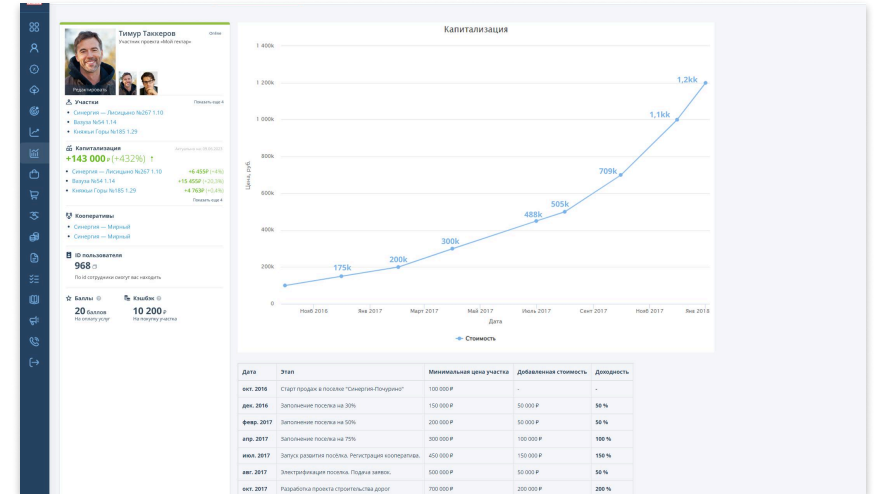 Тимур Таккеров
Online
Участник проекта «Мой гектар»
Редактировать
Участки
Показать еще 4
Синергия — Лисицыно №267 1.10
Вазуза №54 1.14
Княжьи Горы №185 1.29
Капитализация
+143 000 ₽ (+432%) ↑
Синергия — Лисицыно №267 1.10
+6 455₽ (+4%)
Вазуза №54 1.14
+15 455₽ (+20,3%)
Княжьи Горы №185 1.29
+4 763₽ (+0,4%)
Показать еще 4
Кооперативы
Синергия — Мирный
Синергия — Мирный
ID пользователя
968
По id сотрудники смогут вас находить
Баллы
Кэшбэк
20 баллов
10 200 ₽
На оплату услуг
На покупку участка
Капитализация
1 400k
1 200k
1 000k
800k
600k
400k
200k
0
Цена, руб
175k
200k
300k
488k
505k
709k
1,1kk
1,2kk
Нояб 2016
Янв 2017
Март 2017
Май 2017
Июль 2017
Сент 2017
Нояб 2017
Янв 2018
Дата
Стоимость
Дата Этап Минимальная цена участка Добавленная стоимость Доходность
окт. 2016 Старт продаж в поселке "Синергия-Почурино" 100 000 ₽ - -
дек. 2016 Заполнение поселка на 30% 150 000 ₽ 50 000 ₽ 50 %
февр. 2017 Заполнение поселка на 50% 200 000 ₽ 50 000 ₽ 50 %
апр. 2017 Заполнение поселка на 75% 300 000 ₽ 100 000 ₽ 100 %
июл. 2017 Запуск развития посёлка. Регистрация кооператива. 450 000 ₽ 150 000 ₽ 150 %
авг. 2017 Электрификация поселка. Подача заявок. 500 000 ₽ 50 000 ₽ 50 %
окт. 2017 Разработка проекта строительства дорог 700 000 ₽ 200 000 ₽ 200 %